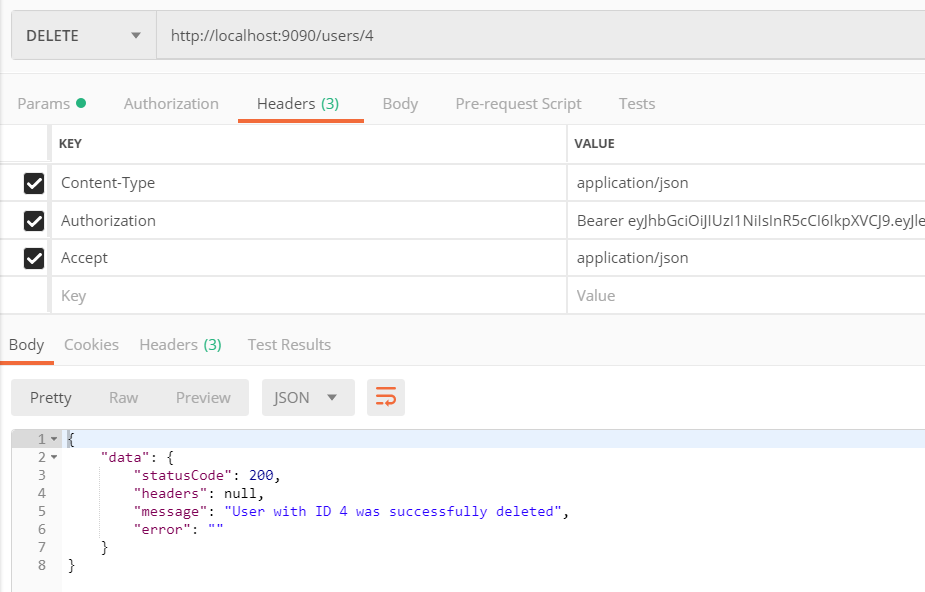 DELETE http://localhost:9090/users/4
Params Authorization Headers (3) Body Pre-request Script Tests
KEY VALUE
Content-Type application/json
Authorization Bearer eyJhbGciOiJIUzI1NiIsInR5cCI6IkpXVCJ9.eyJle
Accept application/json
Key Value
Body Cookies Headers (3) Test Results
Pretty Raw Preview JSON
1 {
2 "data": {
3 "statusCode": 200,
4 "headers": null,
5 "message": "User with ID 4 was successfully deleted",
6 "error": ""
7 }
8 }